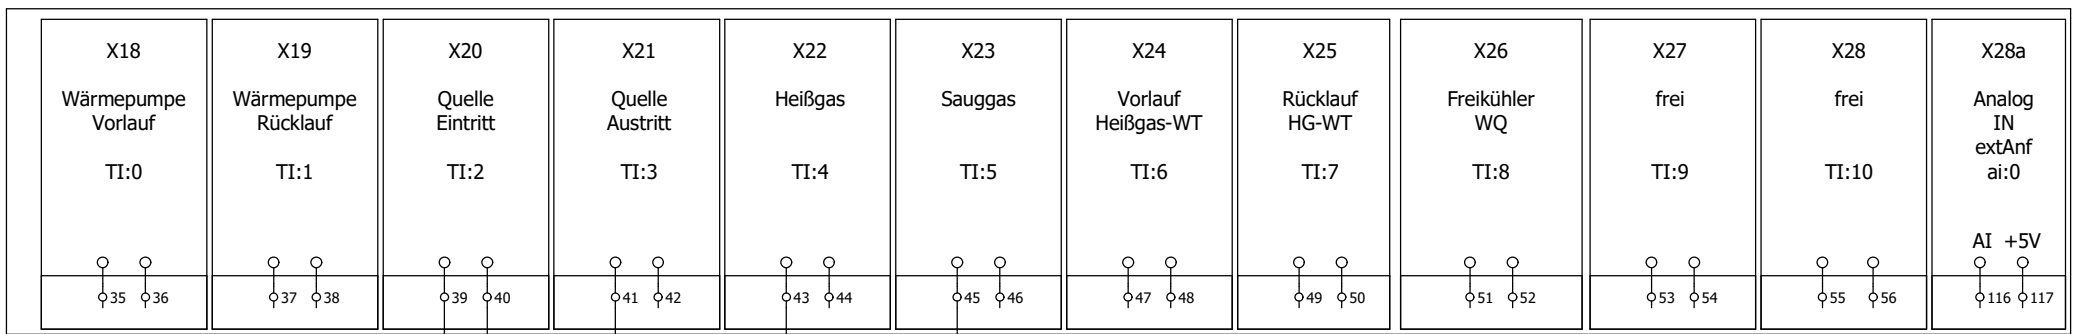 X18
Wärmepumpe
Vorlauf
TI:0
35 36
X19
Wärmepumpe
Rücklauf
TI:1
37 38
X20
Quelle
Eintritt
TI:2
39 40
X21
Quelle
Austritt
TI:3
41 42
X22
Heißgas
TI:4
43 44
X23
Sauggas
TI:5
45 46
X24
Vorlauf
Heißgas-WT
TI:6
47 48
X25
Rücklauf
HG-WT
TI:7
49 50
X26
Freikühler
WQ
TI:8
51 52
X27
frei
TI:9
53 54
X28
frei
TI:10
55 56
X28a
Analog
IN
extAnf
ai:0
AI +5V
116 117